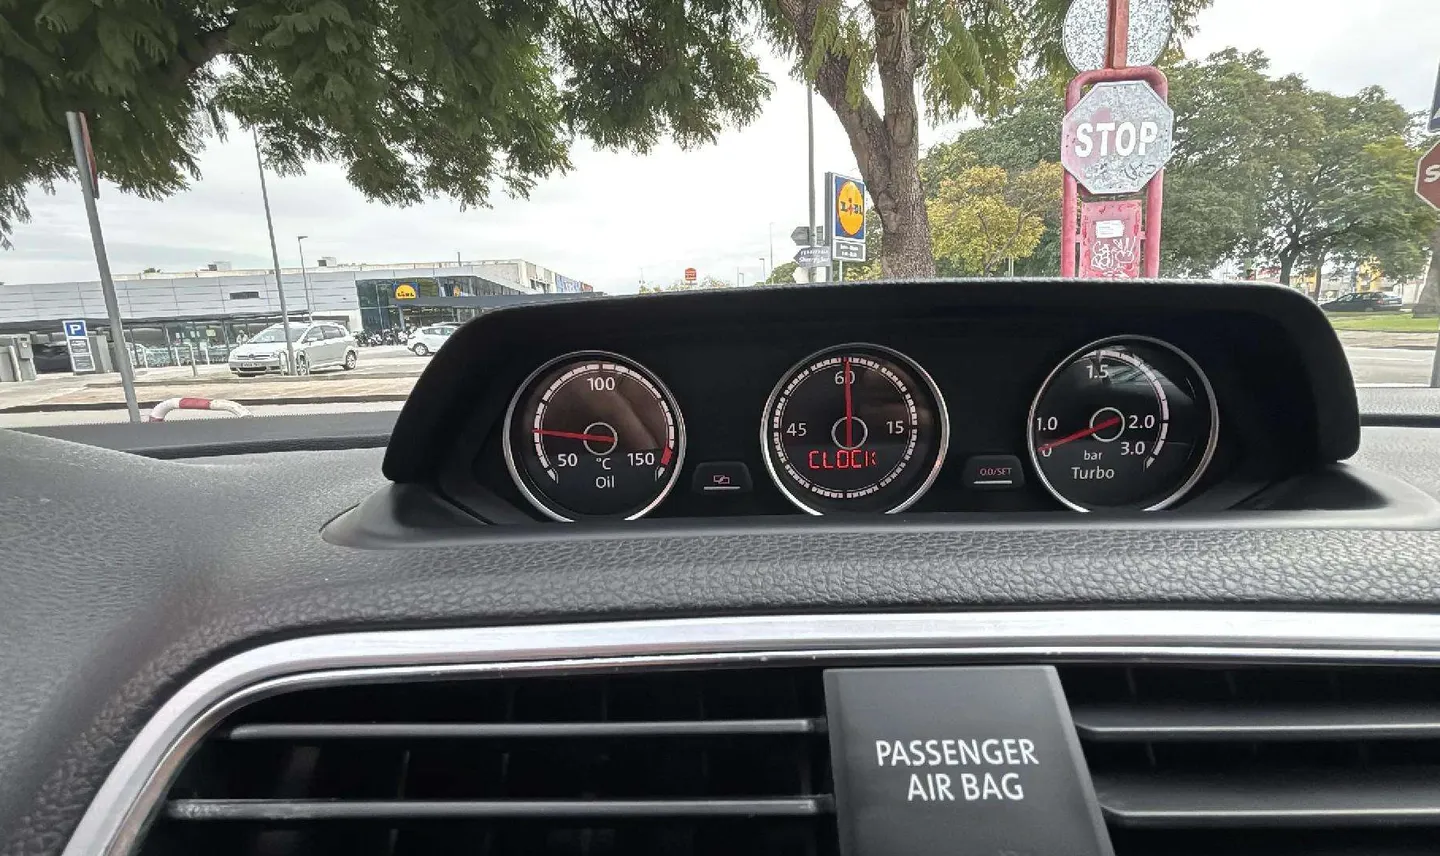 STOP
LIDL
LIDL
P
100
50
°C
150
Oil
60
45
15
CLOCK
0.0/SET
1.5
1.0
2.0
0
bar
3.0
Turbo
PASSENGER
AIR BAG